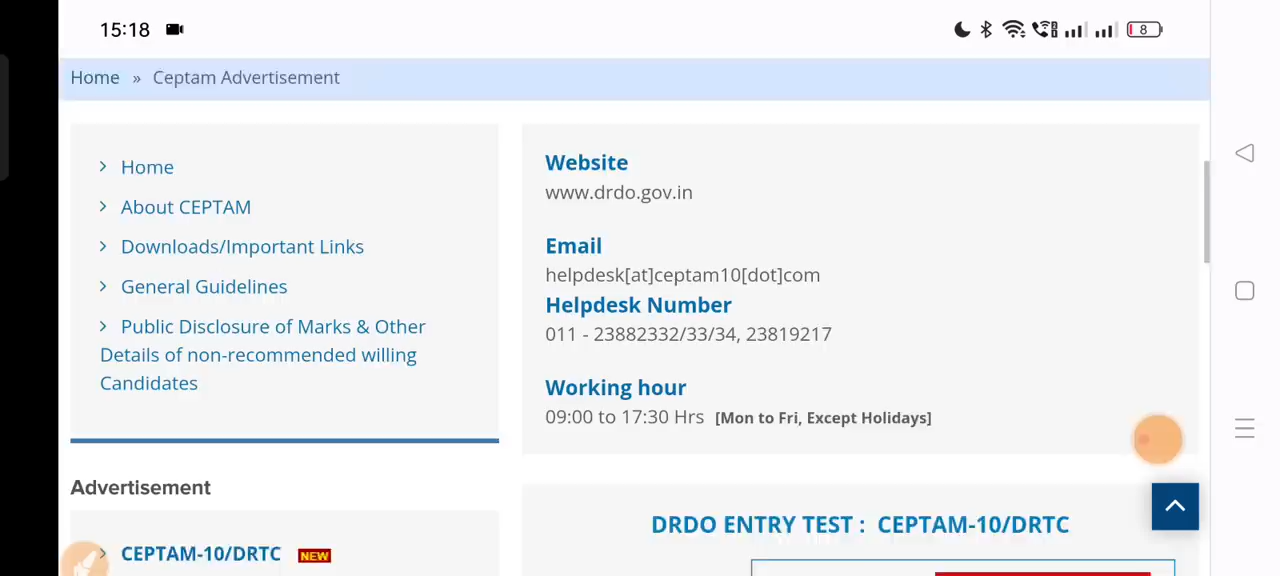 15:18
8
Home » Ceptam Advertisement
> Home
> About CEPTAM
> Downloads/Important Links
> General Guidelines
> Public Disclosure of Marks & Other
Details of non-recommended willing
Candidates
Website
www.drdo.gov.in
Email
helpdesk[at]ceptam10[dot]com
Helpdesk Number
011 - 23882332/33/34, 23819217
Working hour
09:00 to 17:30 Hrs [Mon to Fri, Except Holidays]
Advertisement
> CEPTAM-10/DRTC NEW
DRDO ENTRY TEST : CEPTAM-10/DRTC